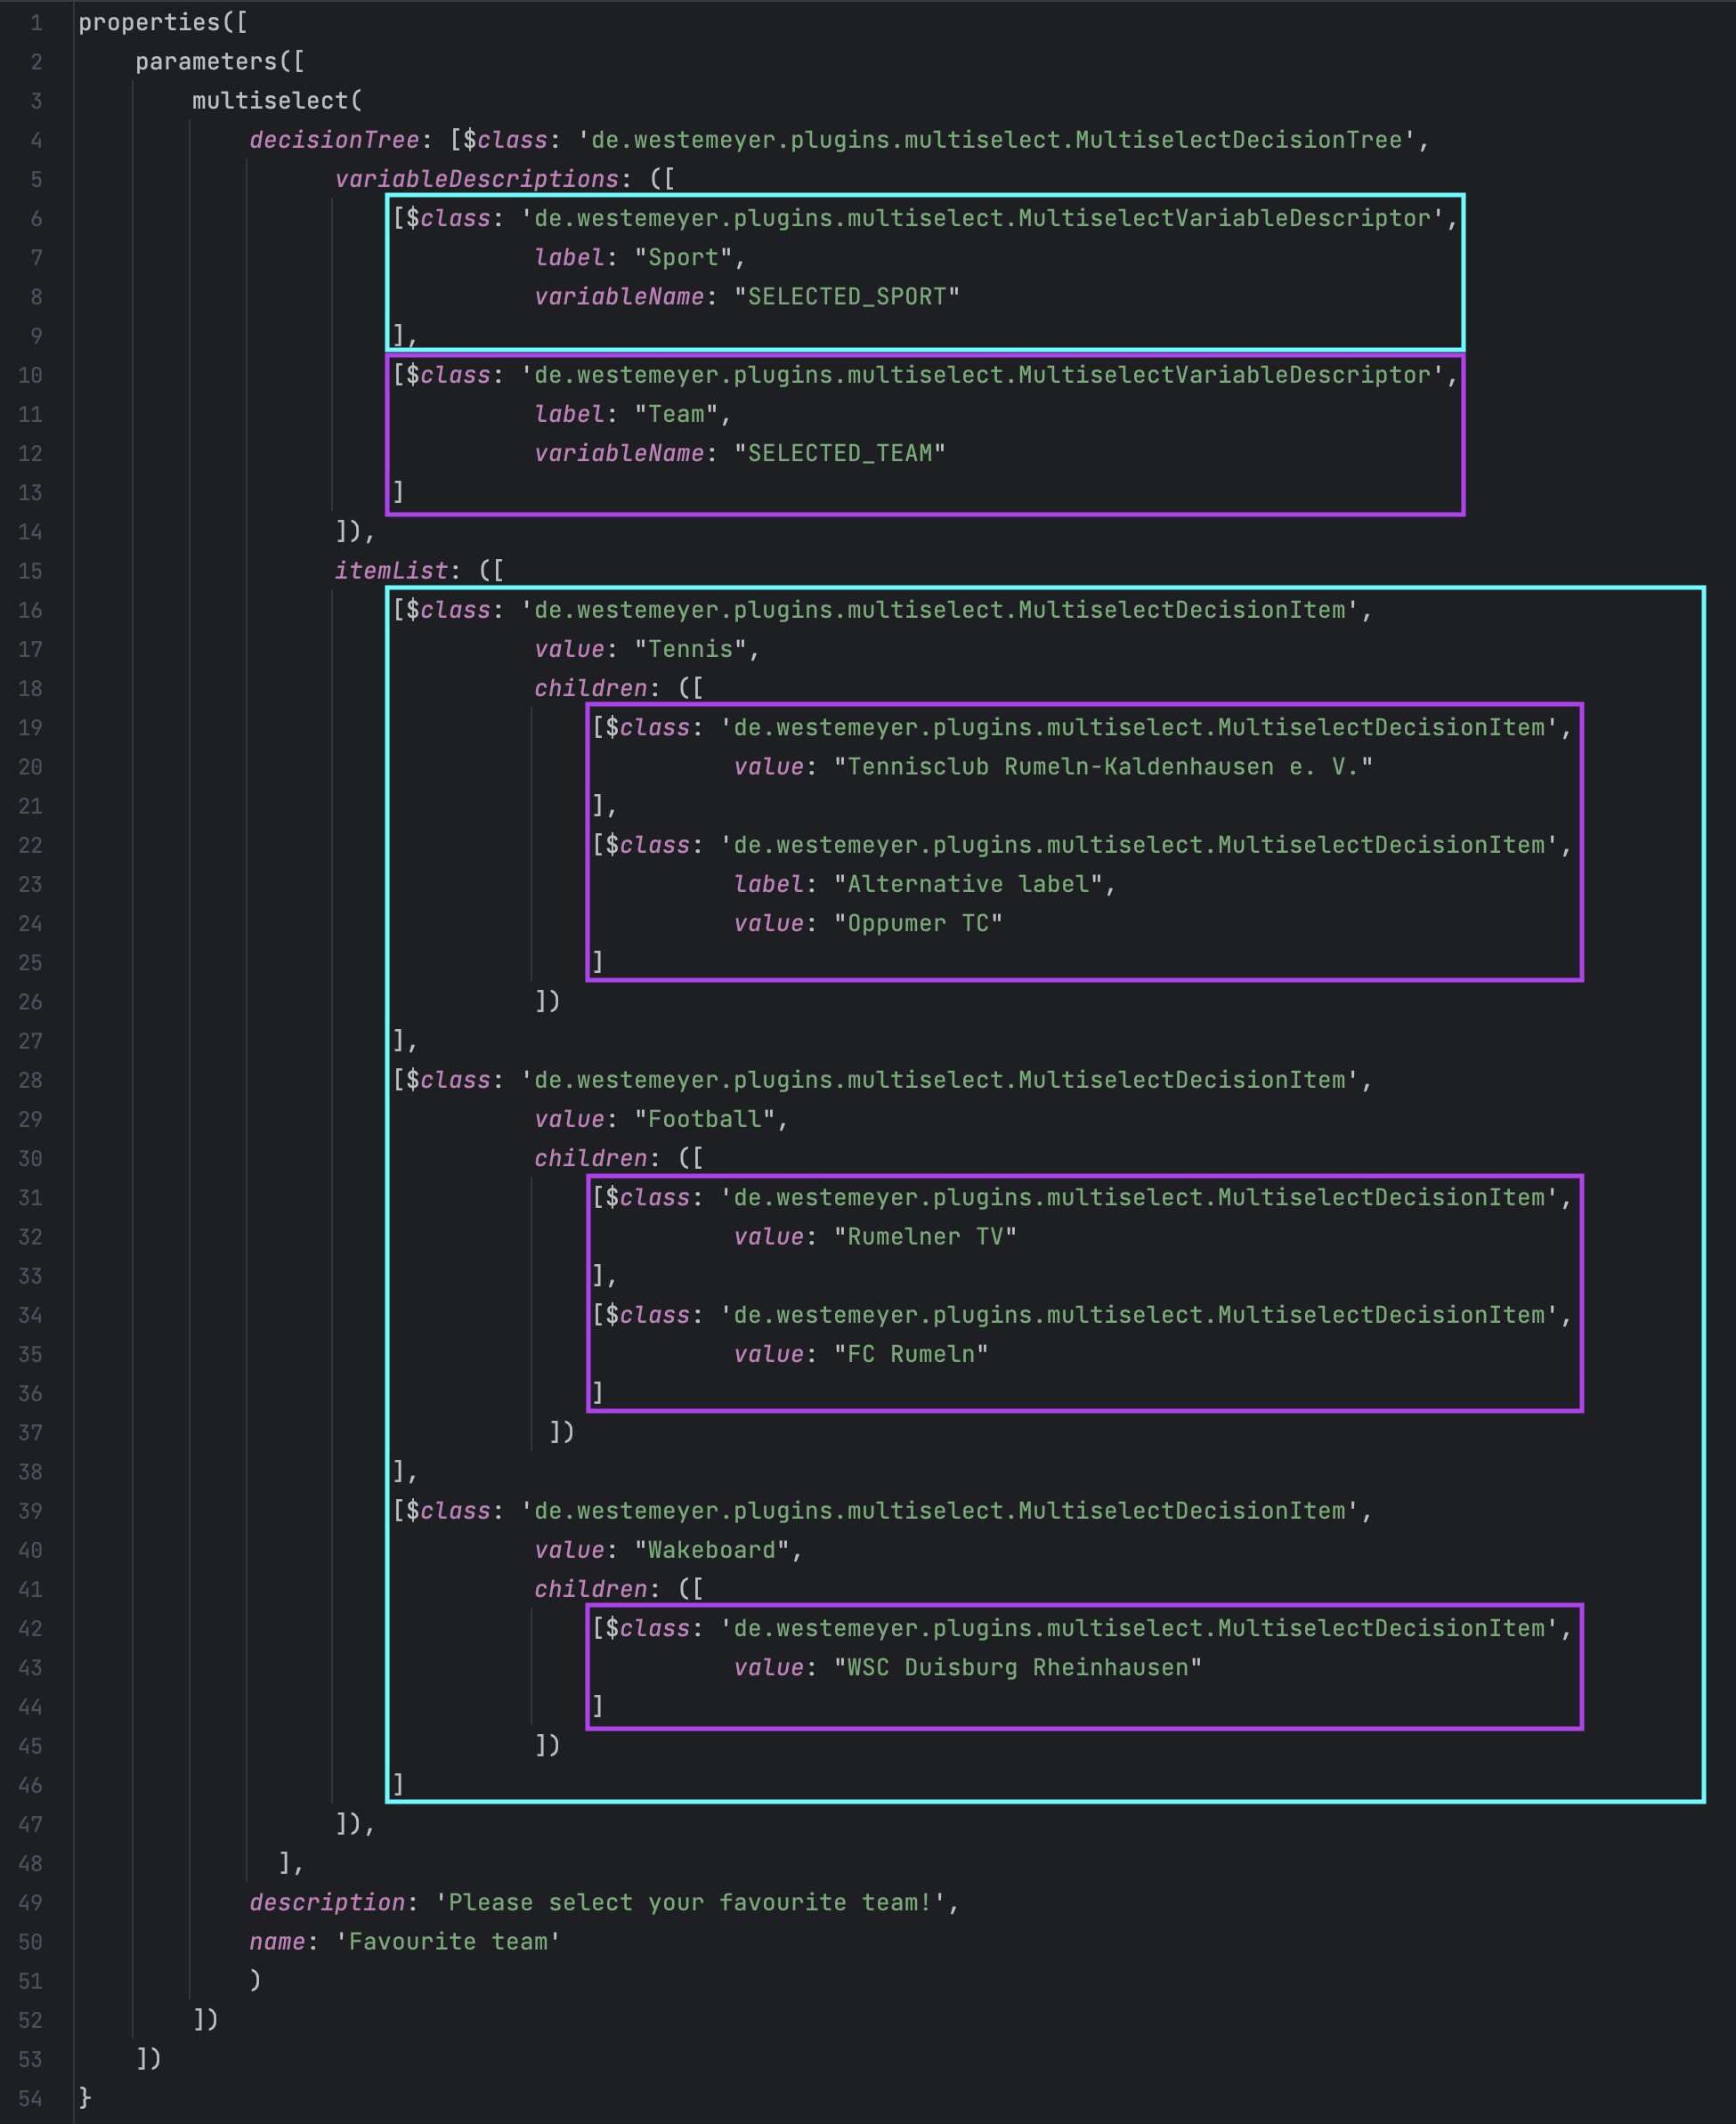 1 properties([
2     parameters([
3         multiselect(
4             decisionTree: [$class: 'de.westemeyer.plugins.multiselect.MultiselectDecisionTree',
5                   variableDescriptions: ([
6                       [$class: 'de.westemeyer.plugins.multiselect.MultiselectVariableDescriptor',
7                                 label: "Sport",
8                                 variableName: "SELECTED_SPORT"
9                       ],
10                      [$class: 'de.westemeyer.plugins.multiselect.MultiselectVariableDescriptor',
11                                label: "Team",
12                                variableName: "SELECTED_TEAM"
13                      ]
14                  ]),
15                  itemList: ([
16                      [$class: 'de.westemeyer.plugins.multiselect.MultiselectDecisionItem',
17                                value: "Tennis",
18                                children: ([
19                                    [$class: 'de.westemeyer.plugins.multiselect.MultiselectDecisionItem',
20                                              value: "Tennisclub Rumeln-Kaldenhausen e. V."
21                                    ],
22                                    [$class: 'de.westemeyer.plugins.multiselect.MultiselectDecisionItem',
23                                              label: "Alternative label",
24                                              value: "Oppumer TC"
25                                    ]
26                                ])
27                      ],
28                      [$class: 'de.westemeyer.plugins.multiselect.MultiselectDecisionItem',
29                                value: "Football",
30                                children: ([
31                                    [$class: 'de.westemeyer.plugins.multiselect.MultiselectDecisionItem',
32                                              value: "Rumelner TV"
33                                    ],
34                                    [$class: 'de.westemeyer.plugins.multiselect.MultiselectDecisionItem',
35                                              value: "FC Rumeln"
36                                    ]
37                                 ])
38                      ],
39                      [$class: 'de.westemeyer.plugins.multiselect.MultiselectDecisionItem',
40                                value: "Wakeboard",
41                                children: ([
42                                    [$class: 'de.westemeyer.plugins.multiselect.MultiselectDecisionItem',
43                                              value: "WSC Duisburg Rheinhausen"
44                                    ]
45                                ])
46                      ]
47                  ]),
48              ],
49            description: 'Please select your favourite team!',
50            name: 'Favourite team'
51            )
52        ])
53    ])
54 }